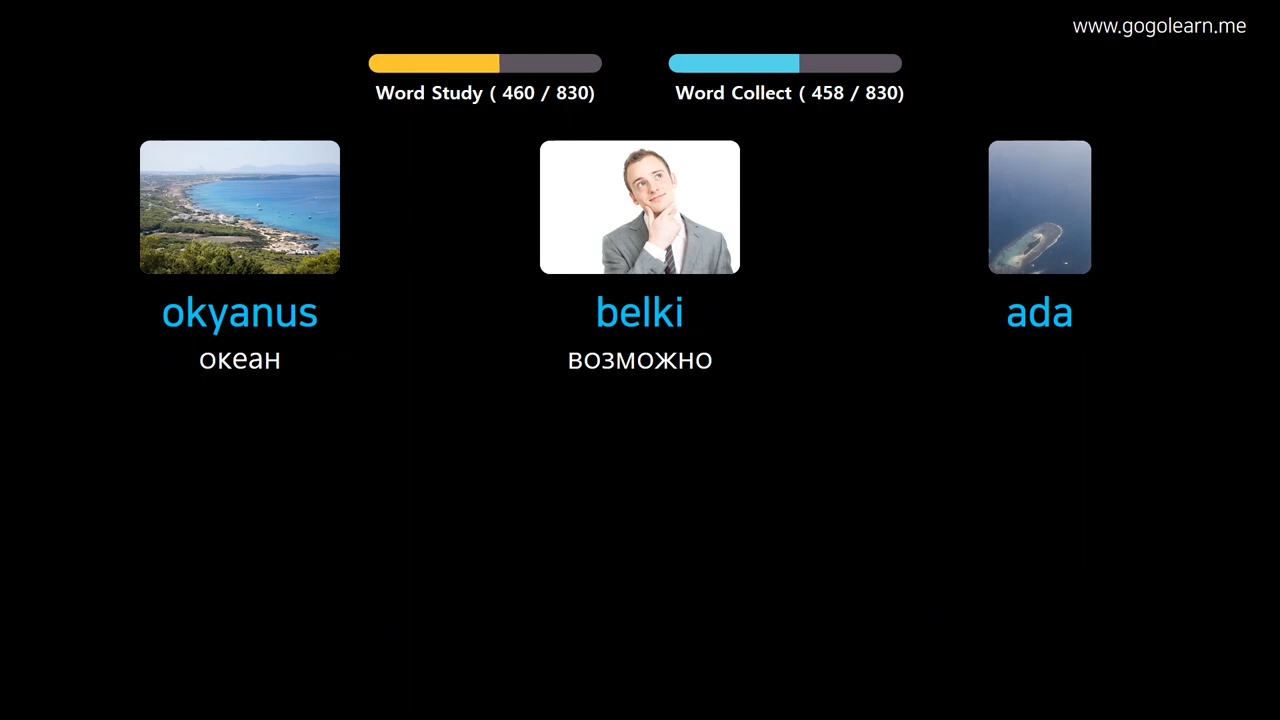 www.gogolearn.me
Word Study ( 460 / 830)
Word Collect ( 458 / 830)
okyanus
belki
ada
океан
возможно